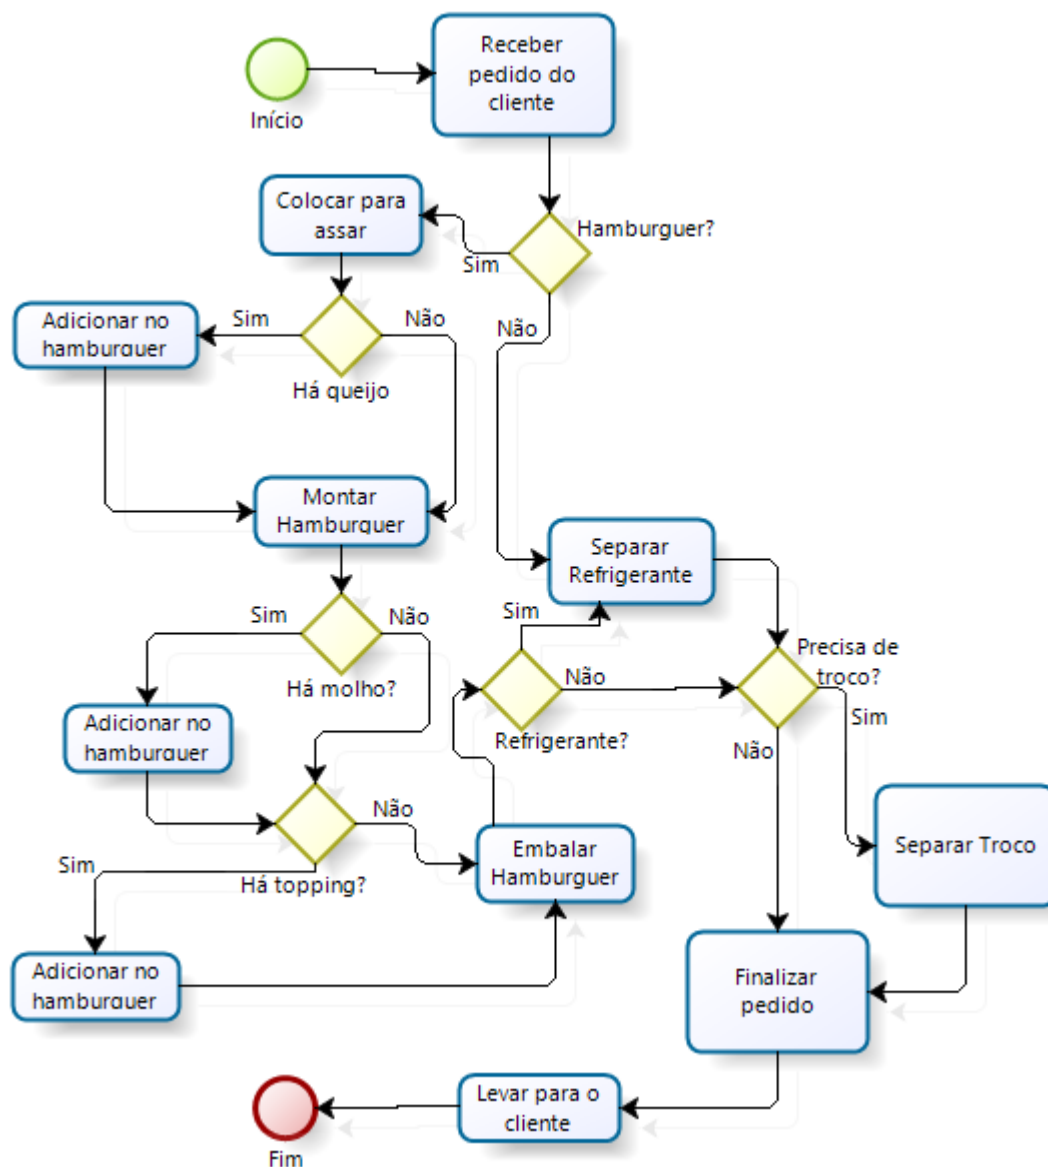 Receber
pedido do
cliente
Início
Colocar para
assar
Hamburguer?
Sim
Adicionar no
hamburguer
Sim
Não
Não
Há queijo
Montar
Hamburguer
Separar
Refrigerante
Sim
Não
Sim
Precisa de
troco?
Há molho?
Não
Sim
Adicionar no
hamburguer
Refrigerante?
Não
Não
Embalar
Hamburguer
Separar Troco
Sim
Há topping?
Adicionar no
hamburguer
Finalizar
pedido
Levar para o
cliente
Fim